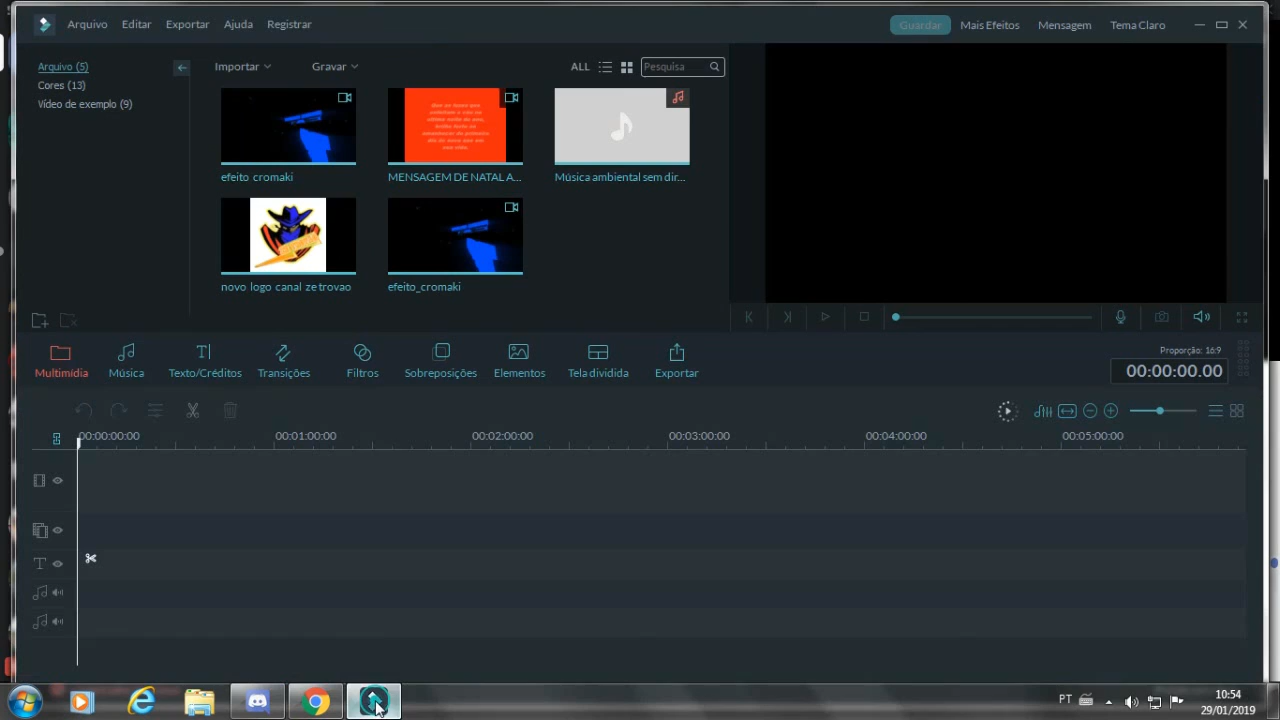 Arquivo Editar Exportar Ajuda Registrar Guardar Mais Efeitos Mensagem Tema Claro
Arquivo (5)
Cores (13)
Vídeo de exemplo (9)
Importar Gravar ALL Pesquisa
efeito cromaki MENSAGEM DE NATAL A... Música ambiental sem dir...
novo logo canal ze trovao efeito_cromaki
Multimídia Música Texto/Créditos Transições Filtros Sobreposições Elementos Tela dividida Exportar
Proporção: 16:9
00:00:00.00
00:00:00:00 00:01:00:00 00:02:00:00 00:03:00:00 00:04:00:00 00:05:00:00
PT
10:54
29/01/2019